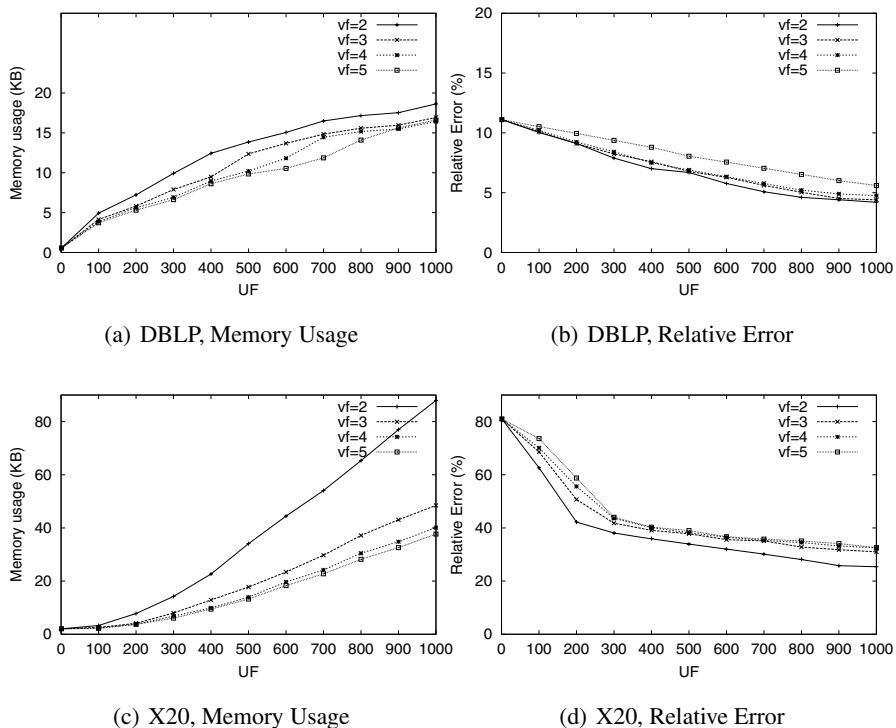 vf=2
vf=3
vf=4
vf=5
Memory usage (KB)
20
15
10
5
0
0 100 200 300 400 500 600 700 800 900 1000
UF
(a) DBLP, Memory Usage
vf=2
vf=3
vf=4
vf=5
Relative Error (%)
20
15
10
5
0
0 100 200 300 400 500 600 700 800 900 1000
UF
(b) DBLP, Relative Error
vf=2
vf=3
vf=4
vf=5
Memory usage (KB)
80
60
40
20
0
0 100 200 300 400 500 600 700 800 900 1000
UF
(c) X20, Memory Usage
vf=2
vf=3
vf=4
vf=5
Relative Error (%)
80
60
40
20
0
0 100 200 300 400 500 600 700 800 900 1000
UF
(d) X20, Relative Error